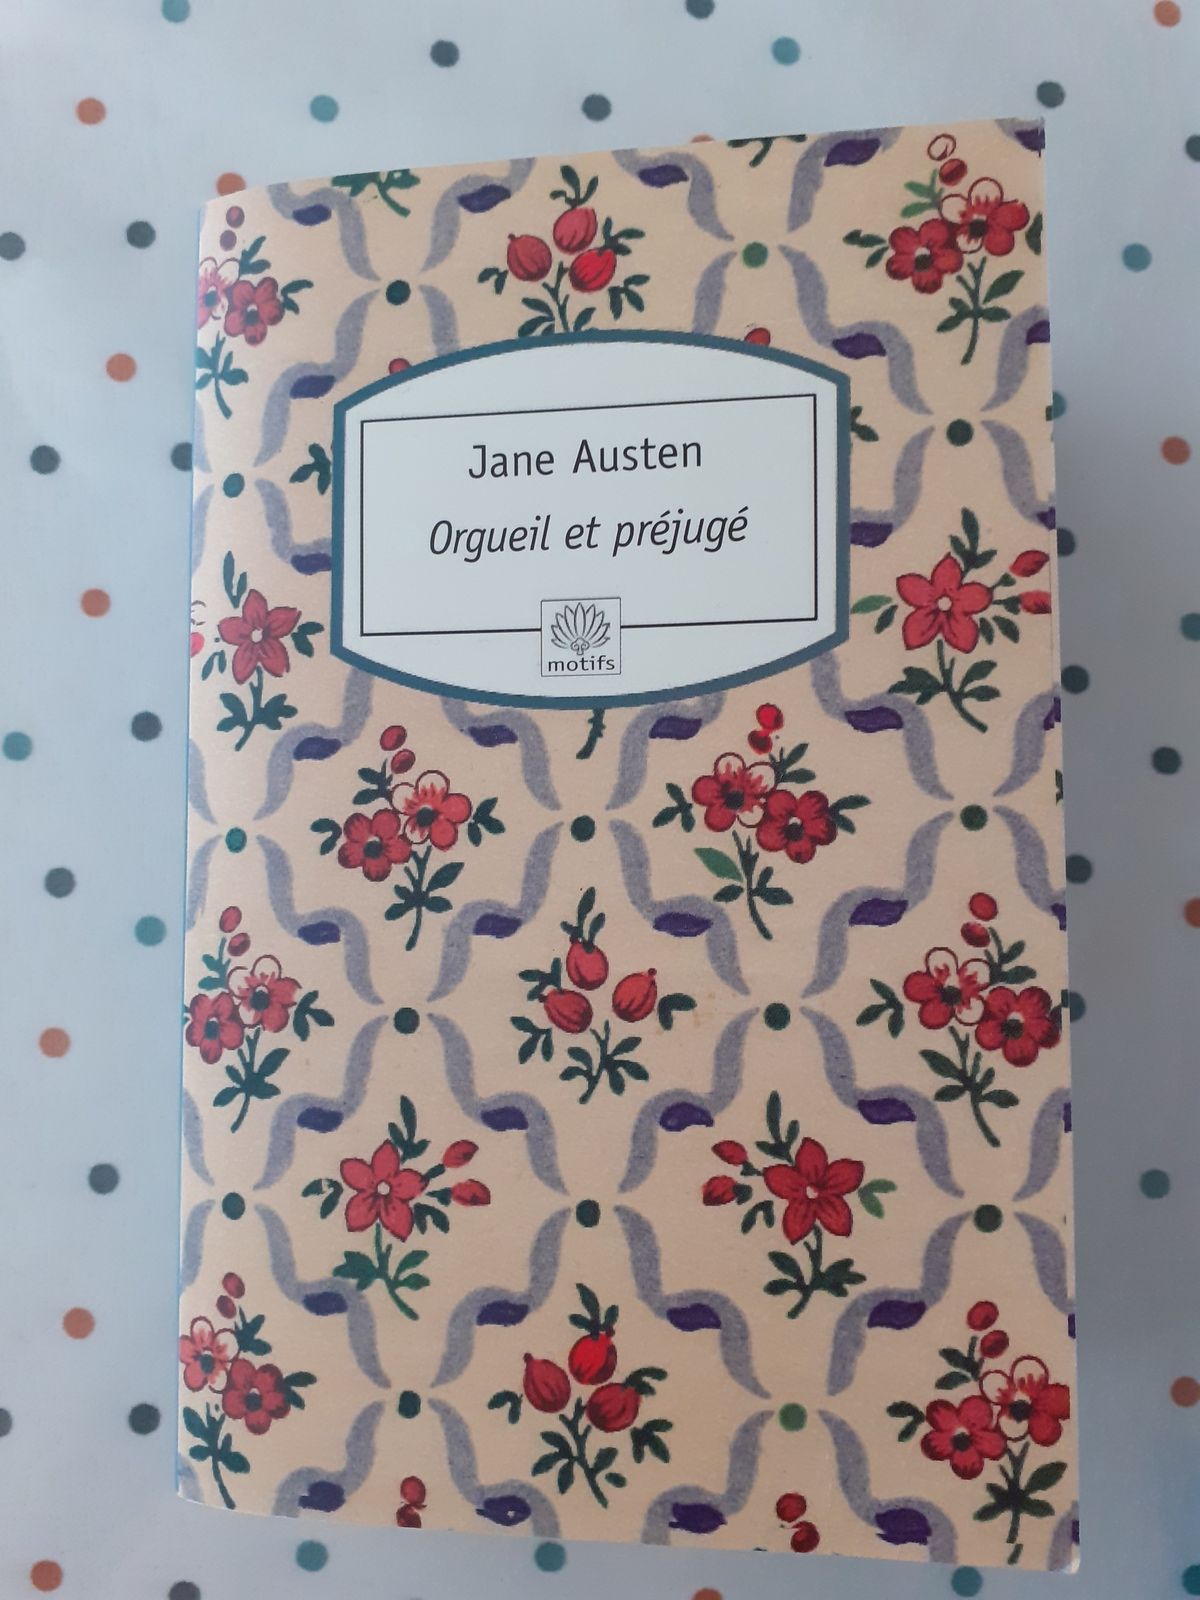 Jane Austen
Orgueil et préjugé
motifs